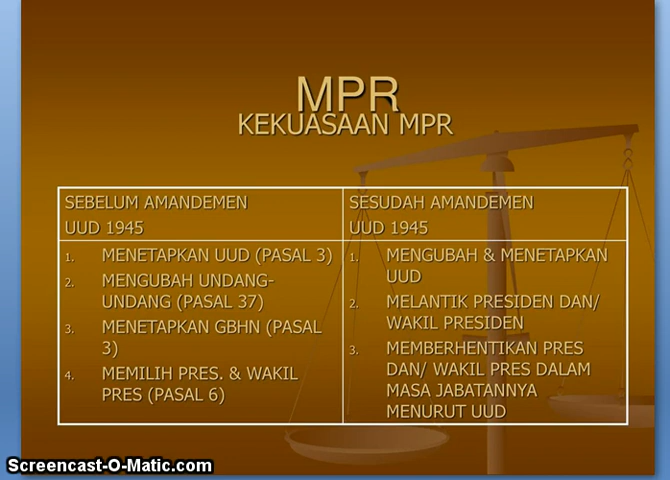 MPR
KEKUASAAN MPR
SEBELUM AMANDEMEN
UUD 1945
1. MENETAPKAN UUD (PASAL 3)
2. MENGUBAH UNDANG-
UNDANG (PASAL 37)
3. MENETAPKAN GBHN (PASAL
3)
4. MEMILIH PRES. & WAKIL
PRES (PASAL 6)
SESUDAH AMANDEMEN
UUD 1945
1. MENGUBAH & MENETAPKAN
UUD
2. MELANTIK PRESIDEN DAN/
WAKIL PRESIDEN
3. MEMBERHENTIKAN PRES
DAN/ WAKIL PRES DALAM
MASA JABATANNYA
MENURUT UUD
Screencast-O-Matic.com